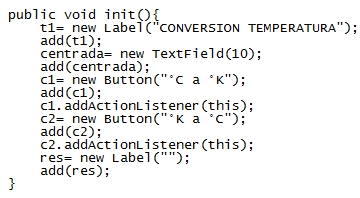 public void init(){
    t1= new Label("CONVERSION TEMPERATURA");
    add(t1);
    centrada= new TextField(10);
    add(centrada);
    c1= new Button("°C a °K");
    add(c1);
    c1.addActionListener(this);
    c2= new Button("°K a °C");
    add(c2);
    c2.addActionListener(this);
    res= new Label("");
    add(res);
}